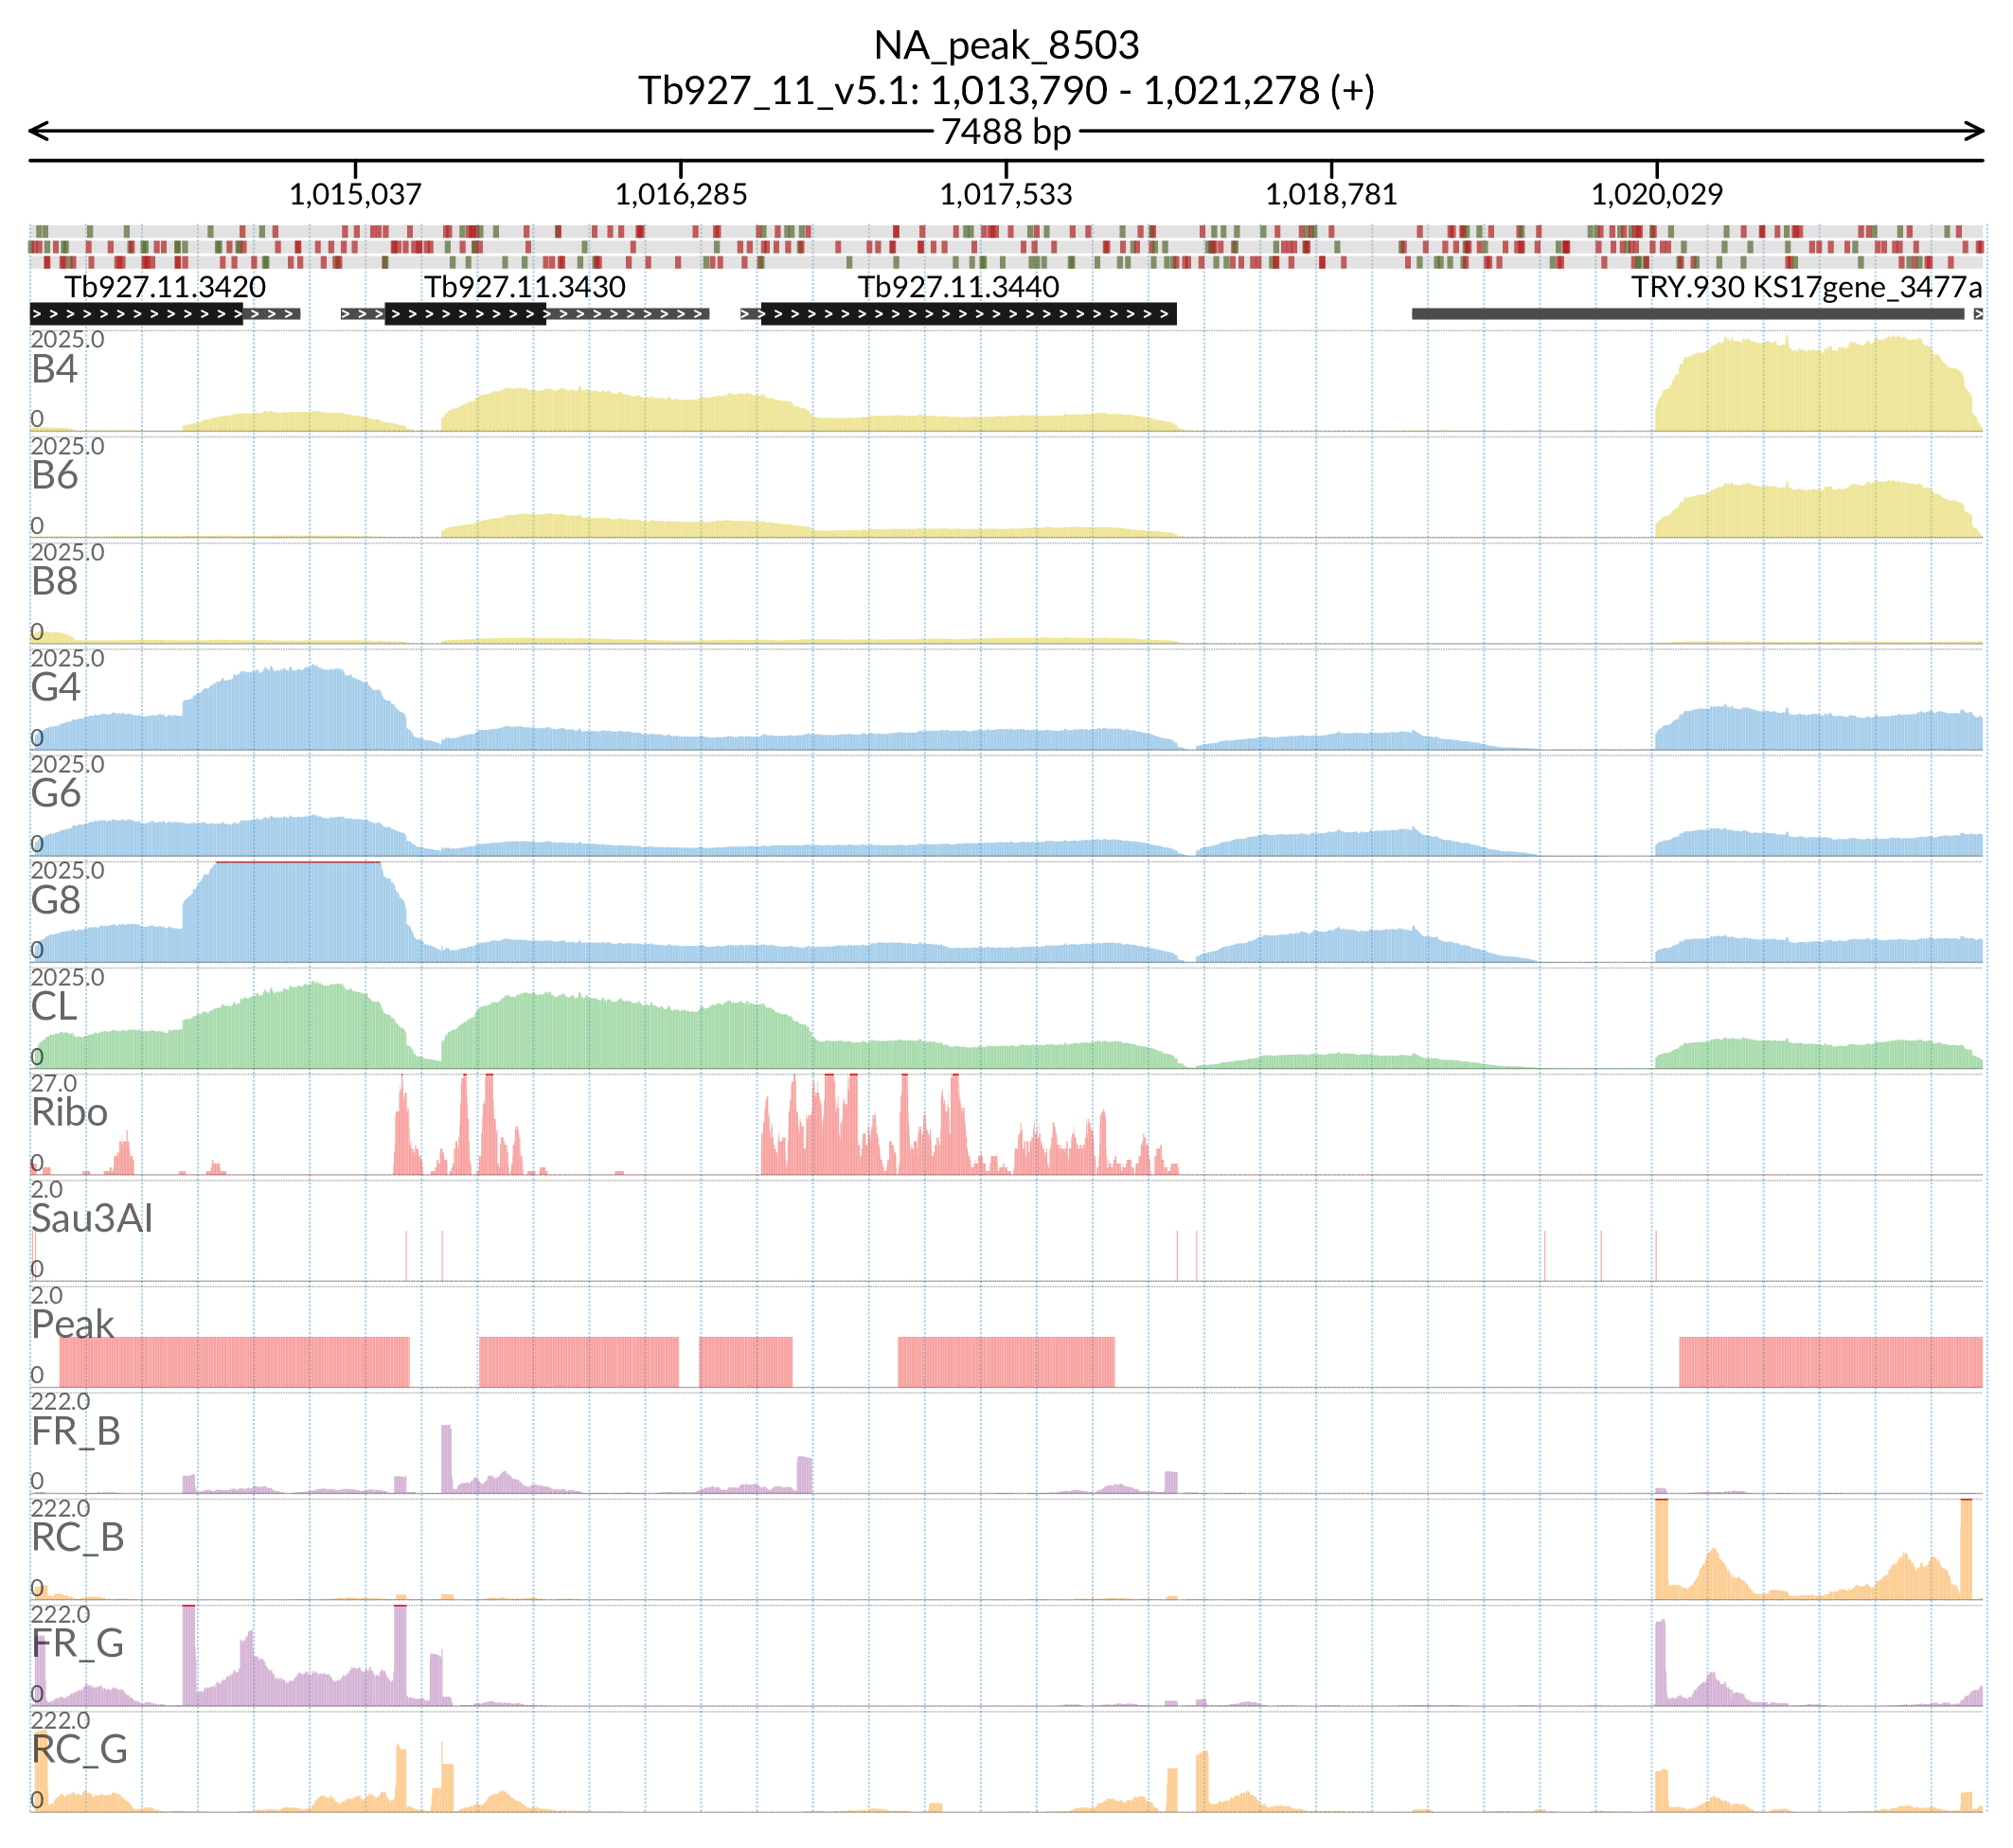 NA_peak_8503
Tb927_11_v5.1: 1,013,790 - 1,021,278 (+)
7488 bp
1,015,037 1,016,285 1,017,533 1,018,781 1,020,029
Tb927.11.3420 Tb927.11.3430 Tb927.11.3440 TRY.930 KS17gene_3477a
2025.0
B4
0
2025.0
B6
0
2025.0
B8
0
2025.0
G4
0
2025.0
G6
0
2025.0
G8
0
2025.0
CL
0
27.0
Ribo
0
2.0
Sau3AI
0
2.0
Peak
0
222.0
FR_B
0
222.0
RC_B
0
222.0
FR_G
0
222.0
RC_G
0